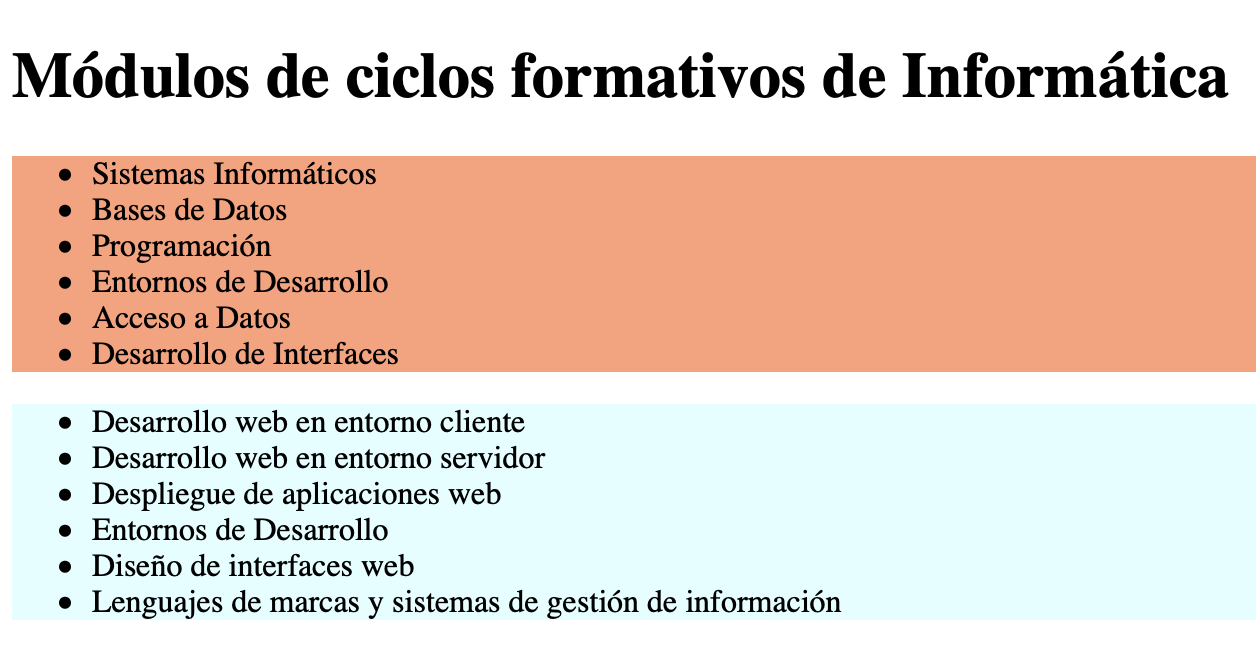 Módulos de ciclos formativos de Informática
Sistemas Informáticos
Bases de Datos
Programación
Entornos de Desarrollo
Acceso a Datos
Desarrollo de Interfaces
Desarrollo web en entorno cliente
Desarrollo web en entorno servidor
Despliegue de aplicaciones web
Entornos de Desarrollo
Diseño de interfaces web
Lenguajes de marcas y sistemas de gestión de información